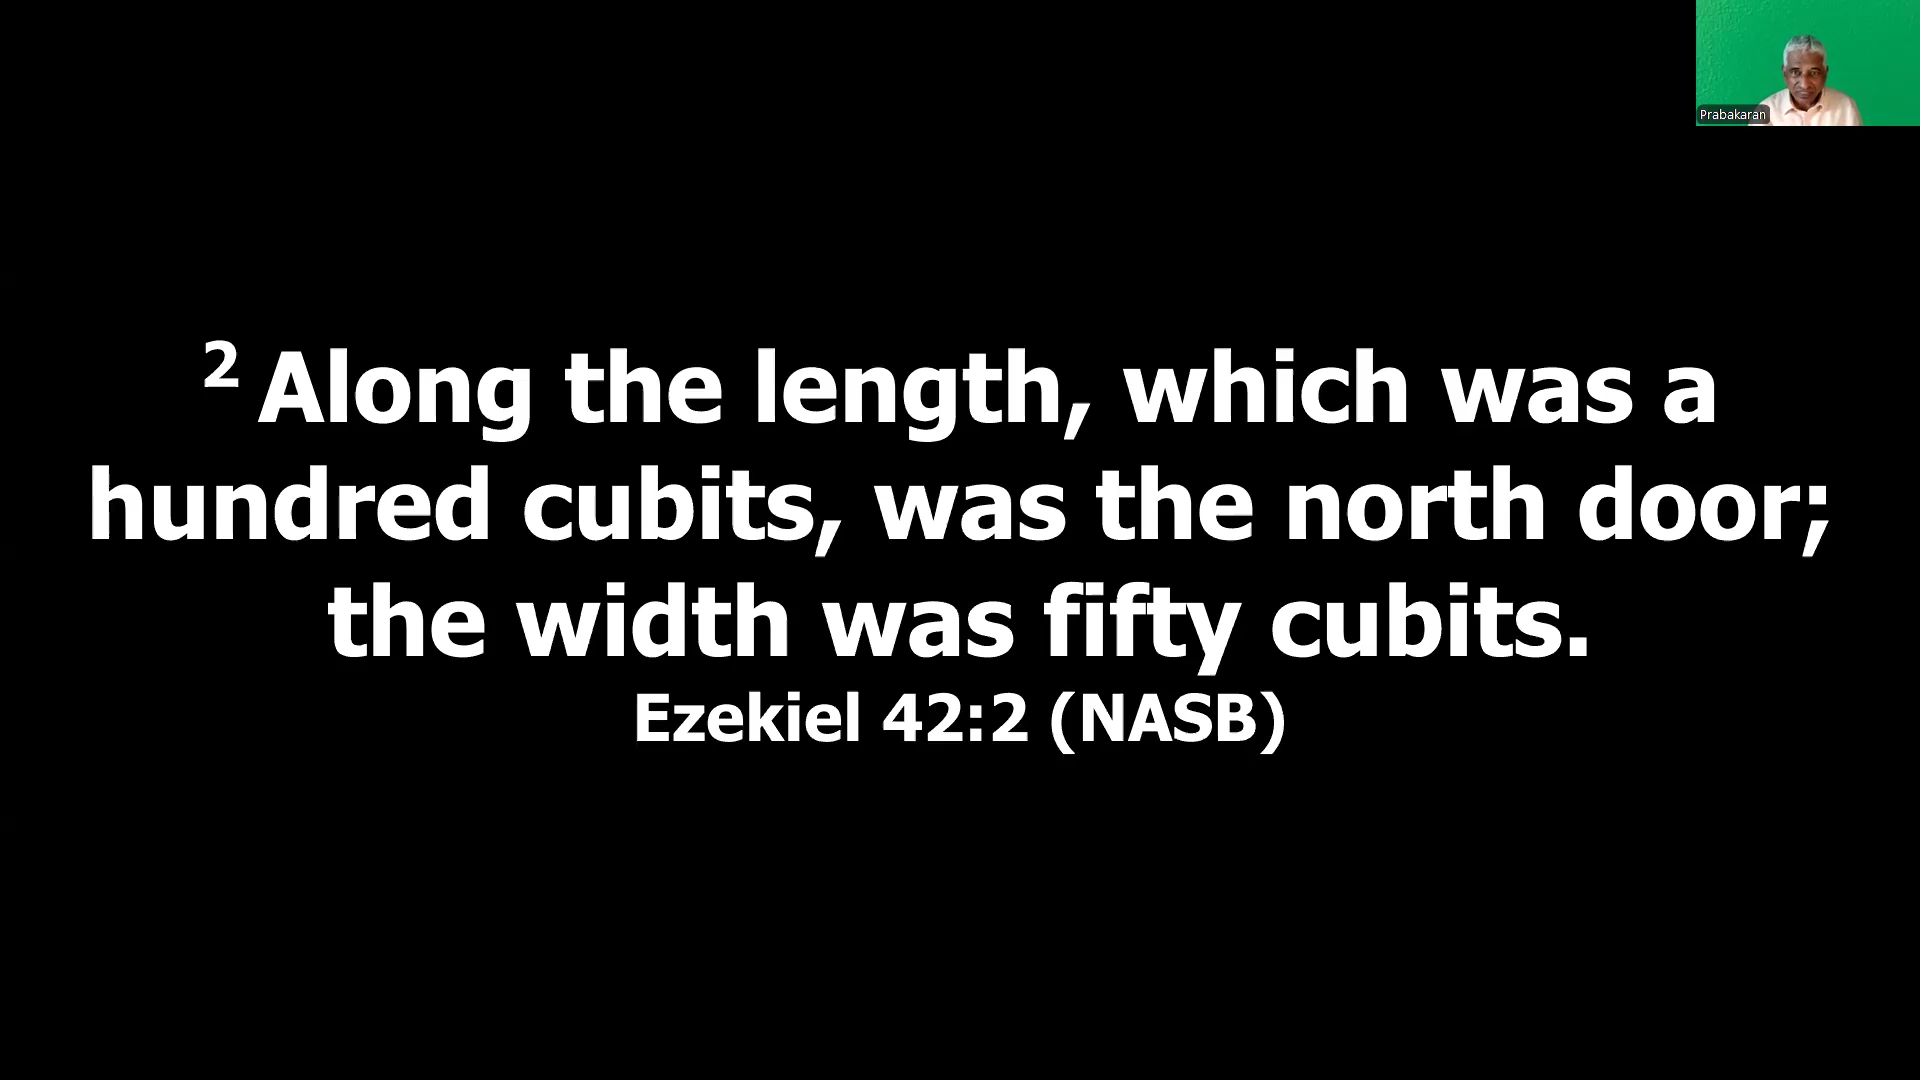 Prabakaran
2 Along the length, which was a
hundred cubits, was the north door;
the width was fifty cubits.
Ezekiel 42:2 (NASB)